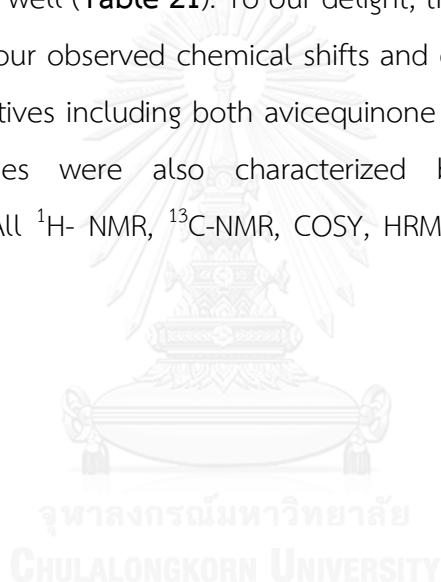 well (Table 21). To our delight, t
our observed chemical shifts and
tives including both avicequinone
es were also characterized b
All ¹H- NMR, ¹³C-NMR, COSY, HRM
จุฬาลงกรณ์มหาวิทยาลัย
CHULALONGKORN UNIVERSITY